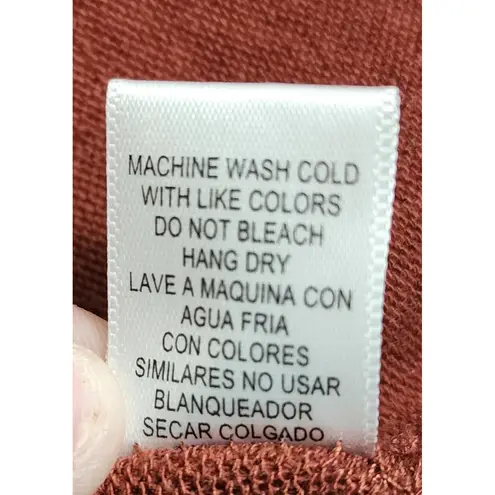 MACHINE WASH COLD
WITH LIKE COLORS
DO NOT BLEACH
HANG DRY
LAVE A MAQUINA CON
AGUA FRIA
CON COLORES
SIMILARES NO USAR
BLANQUEADOR
SECAR COLGADO